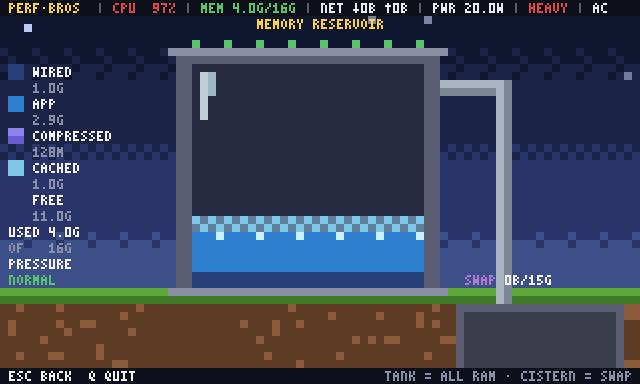 PERF·BROS | CPU 97% | MEM 4.0G/16G | NET ↓0B ↑0B | PWR 20.0W | HEAVY | AC
MEMORY RESERVOIR
WIRED
1.0G
APP
2.9G
COMPRESSED
128M
CACHED
1.0G
FREE
11.0G
USED 4.0G
OF 16G
PRESSURE
NORMAL
SWAP 0B/15G
ESC BACK Q QUIT
TANK = ALL RAM · CISTERN = SWAP